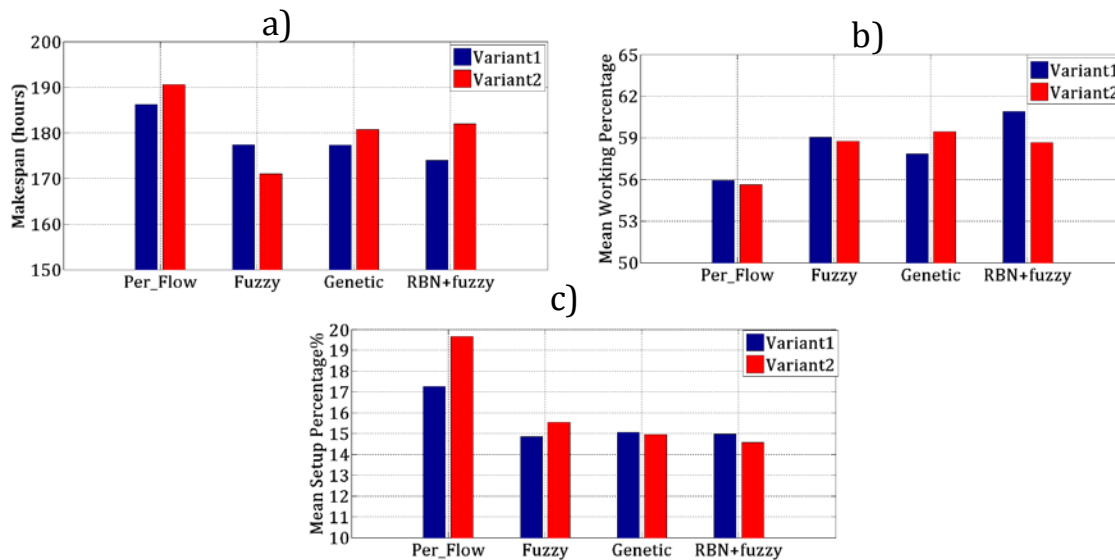 a)
200
190
180
170
160
150
Makespan (hours)
Variant1
Variant2
Per_Flow Fuzzy Genetic RBN+fuzzy
b)
65
62
59
56
53
50
Mean Working Percentage
Variant1
Variant2
Per_Flow Fuzzy Genetic RBN+fuzzy
c)
20
19
18
17
16
15
14
13
12
11
10
Mean Setup Percentage%
Variant1
Variant2
Per_Flow Fuzzy Genetic RBN+fuzzy